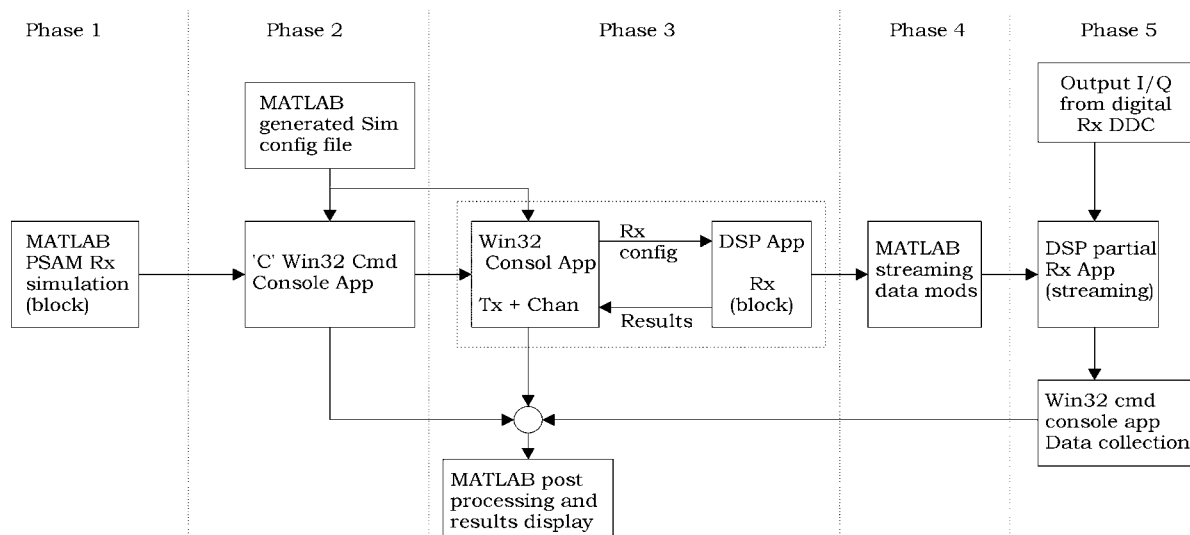 Phase 1
Phase 2
Phase 3
Phase 4
Phase 5
MATLAB
generated Sim
config file
Output I/Q
from digital
Rx DDC
MATLAB
PSAM Rx
simulation
(block)
'C' Win32 Cmd
Console App
Win32
Consol App
Tx + Chan
Rx
config
Results
DSP App
Rx
(block)
MATLAB
streaming
data mods
DSP partial
Rx App
(streaming)
Win32 cmd
console app
Data collection
MATLAB post
processing and
results display